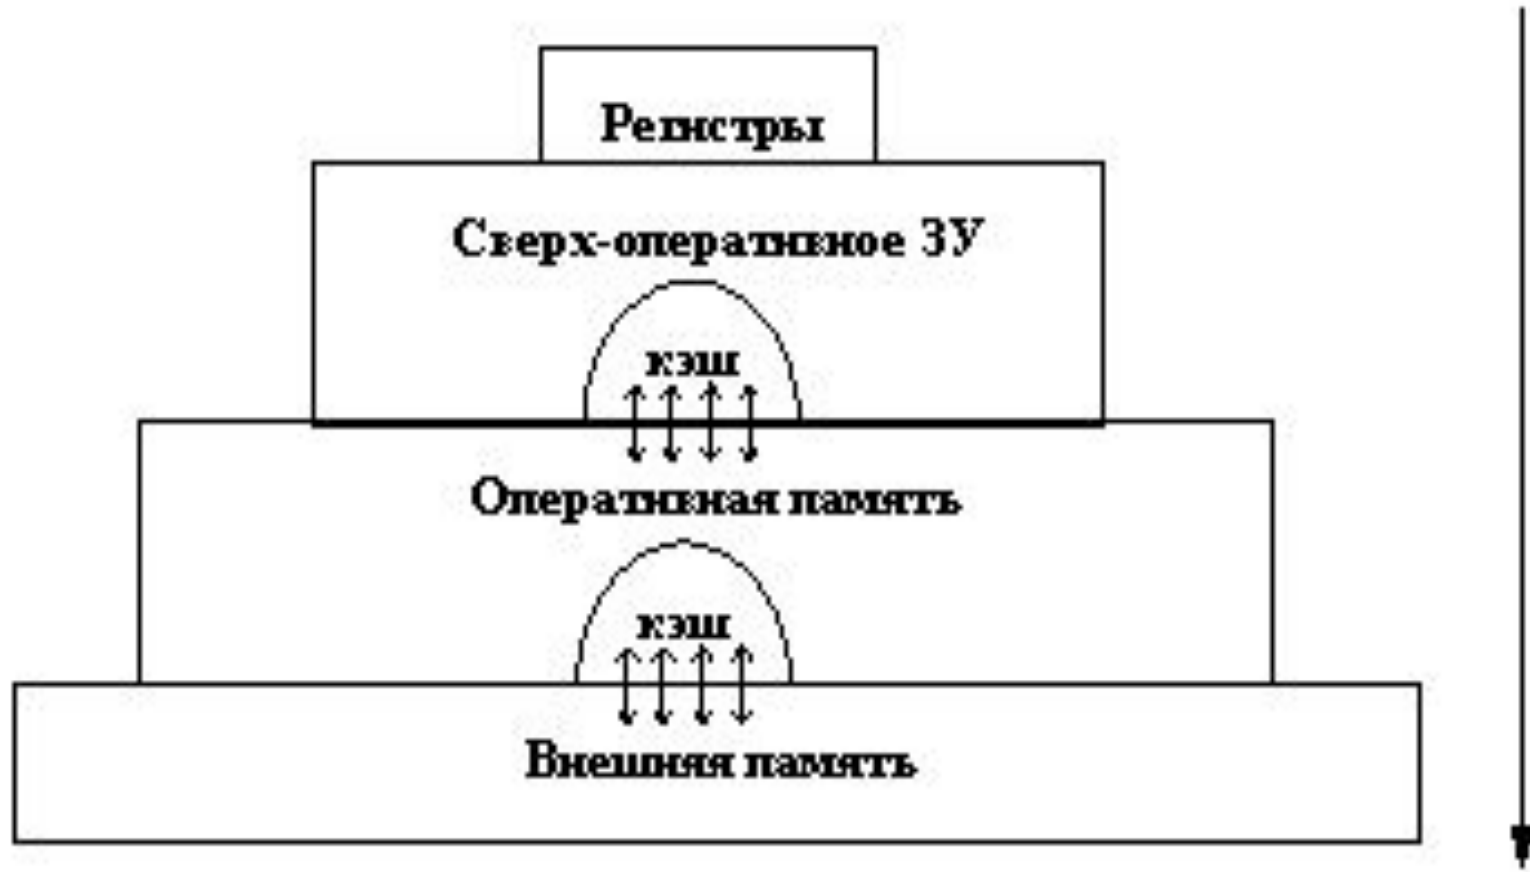 Регистры
Сверх-оперативное ЗУ
кэш
Оперативная память
кэш
Внешняя память